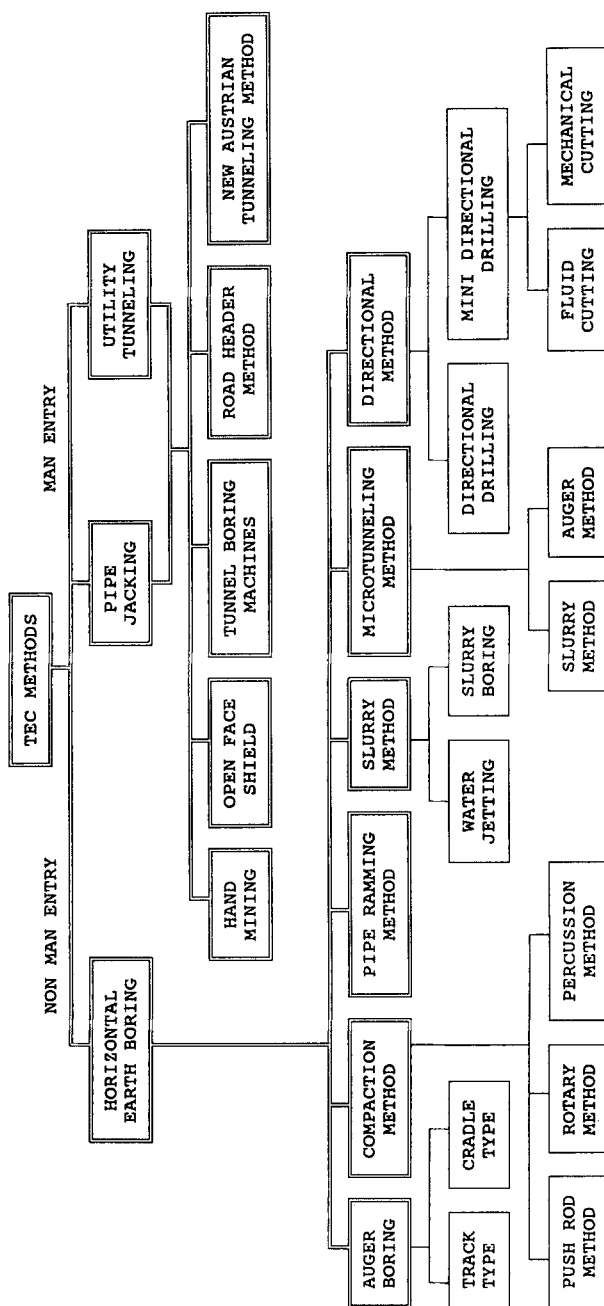 TEC METHODS
NON MAN ENTRY
MAN ENTRY
HORIZONTAL
EARTH BORING
PIPE
JACKING
UTILITY
TUNNELING
HAND
MINING
OPEN FACE
SHIELD
TUNNEL BORING
MACHINES
ROAD HEADER
METHOD
NEW AUSTRIAN
TUNNELING METHOD
AUGER
BORING
COMPACTION
METHOD
PIPE RAMMING
METHOD
SLURRY
METHOD
MICROTUNNELING
METHOD
DIRECTIONAL
METHOD
TRACK
TYPE
CRADLE
TYPE
WATER
JETTING
SLURRY
BORING
DIRECTIONAL
DRILLING
MINI DIRECTIONAL
DRILLING
PUSH ROD
METHOD
ROTARY
METHOD
PERCUSSION
METHOD
SLURRY
METHOD
AUGER
METHOD
FLUID
CUTTING
MECHANICAL
CUTTING